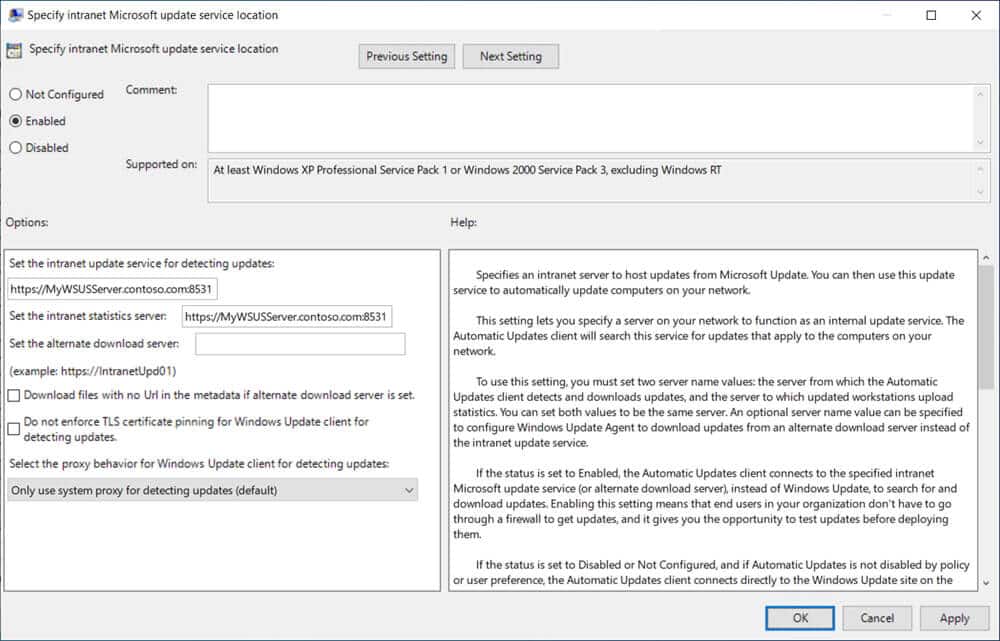 Specify intranet Microsoft update service location
Specify intranet Microsoft update service location
Previous Setting
Next Setting
Not Configured
Enabled
Disabled
Comment:
Supported on:
At least Windows XP Professional Service Pack 1 or Windows 2000 Service Pack 3, excluding Windows RT
Options:
Help:
Set the intranet update service for detecting updates:
https://MyWSUSServer.contoso.com:8531
Set the intranet statistics server:
https://MyWSUSServer.contoso.com:8531
Set the alternate download server:
(example: https://IntranetUpd01)
Download files with no Url in the metadata if alternate download server is set.
Do not enforce TLS certificate pinning for Windows Update client for
detecting updates.
Select the proxy behavior for Windows Update client for detecting updates:
Only use system proxy for detecting updates (default)
Specifies an intranet server to host updates from Microsoft Update. You can then use this update
service to automatically update computers on your network.
This setting lets you specify a server on your network to function as an internal update service. The
Automatic Updates client will search this service for updates that apply to the computers on your
network.
To use this setting, you must set two server name values: the server from which the Automatic
Updates client detects and downloads updates, and the server to which updated workstations upload
statistics. You can set both values to be the same server. An optional server name value can be specified
to configure Windows Update Agent to download updates from an alternate download server instead of
the intranet update service.
If the status is set to Enabled, the Automatic Updates client connects to the specified intranet
Microsoft update service (or alternate download server), instead of Windows Update, to search for and
download updates. Enabling this setting means that end users in your organization don't have to go
through a firewall to get updates, and it gives you the opportunity to test updates before deploying
them.
If the status is set to Disabled or Not Configured, and if Automatic Updates is not disabled by policy
or user preference, the Automatic Updates client connects directly to the Windows Update site on the
OK
Cancel
Apply